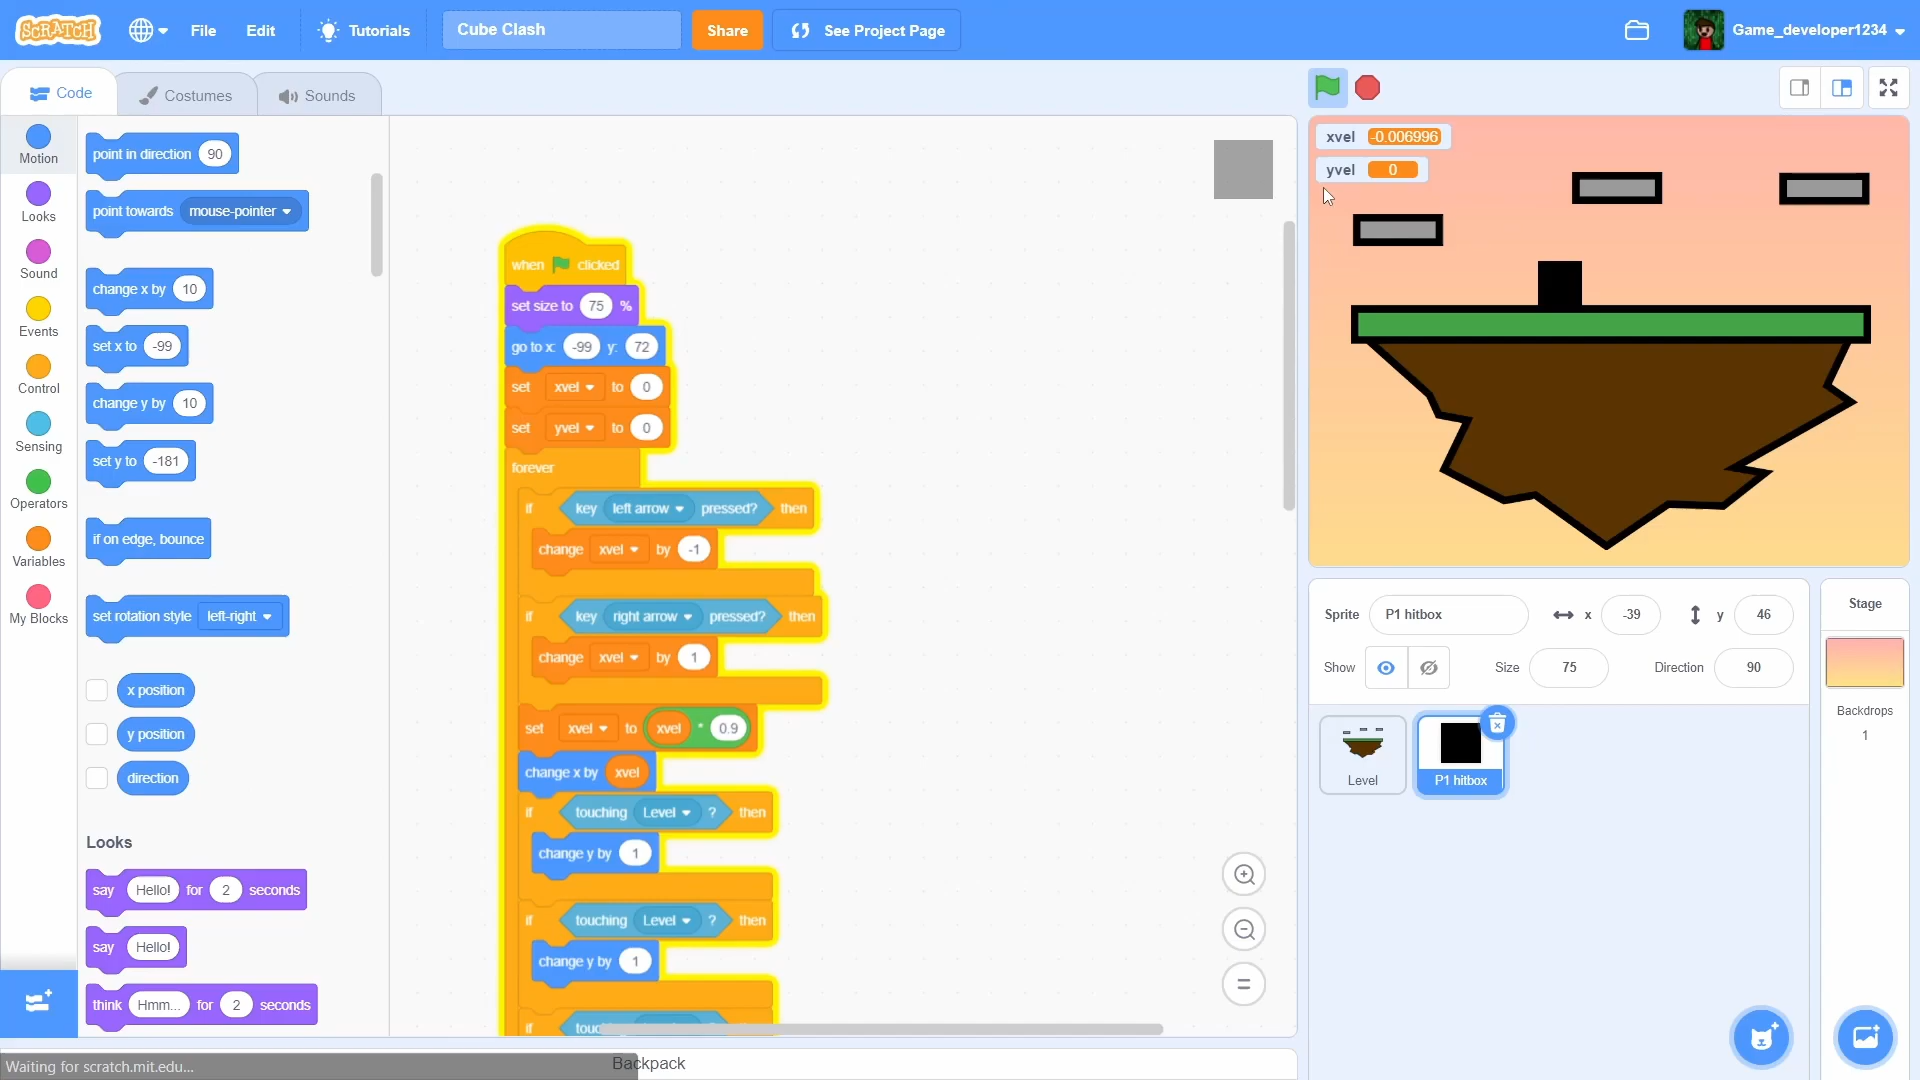 SCRATCH File Edit Tutorials Cube Clash Share See Project Page Game_developer1234
Code Costumes Sounds
Motion
Looks
Sound
Events
Control
Sensing
Operators
Variables
My Blocks
point in direction 90
point towards mouse-pointer
change x by 10
set x to -99
change y by 10
set y to -181
if on edge, bounce
set rotation style left-right
x position
y position
direction
Looks
say Hello! for 2 seconds
say Hello!
think Hmm... for 2 seconds
when clicked
set size to 75 %
go to x: -99 y: 72
set xvel to 0
set yvel to 0
forever
if key left arrow pressed? then
change xvel by -1
if key right arrow pressed? then
change xvel by 1
set xvel to xvel * 0.9
change x by xvel
if touching Level ? then
change y by 1
if touching Level ? then
change y by 1
if
xvel -0.006996
yvel 0
Sprite P1 hitbox x -39 y 46
Show Size 75 Direction 90
Level
P1 hitbox
Stage
Backdrops
1
Backpack
Waiting for scratch.mit.edu...